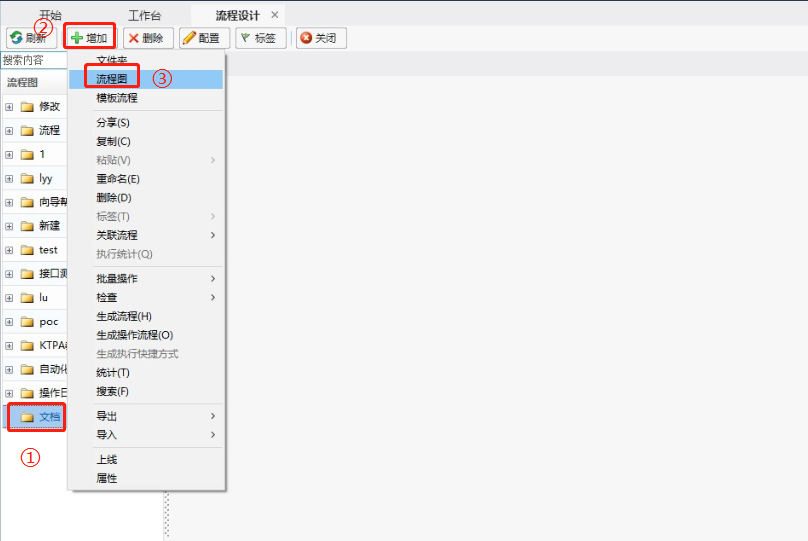 开始 工作台 流程设计 ×
②
刷新 增加 删除 配置 标签 关闭
搜索内容
文件夹
流程图
流程图 ③
模板流程
修改
分享(S)
流程
复制(C)
1
粘贴(V)
lyy
重命名(E)
删除(D)
向导帮
标签(T)
新建
关联流程
test
执行统计(Q)
接口测
批量操作
lu
检查
poc
生成流程(H)
生成操作流程(O)
KTPA
生成执行快捷方式
自动化
统计(T)
操作日
搜索(F)
文档
导出
导入
①
上线
属性